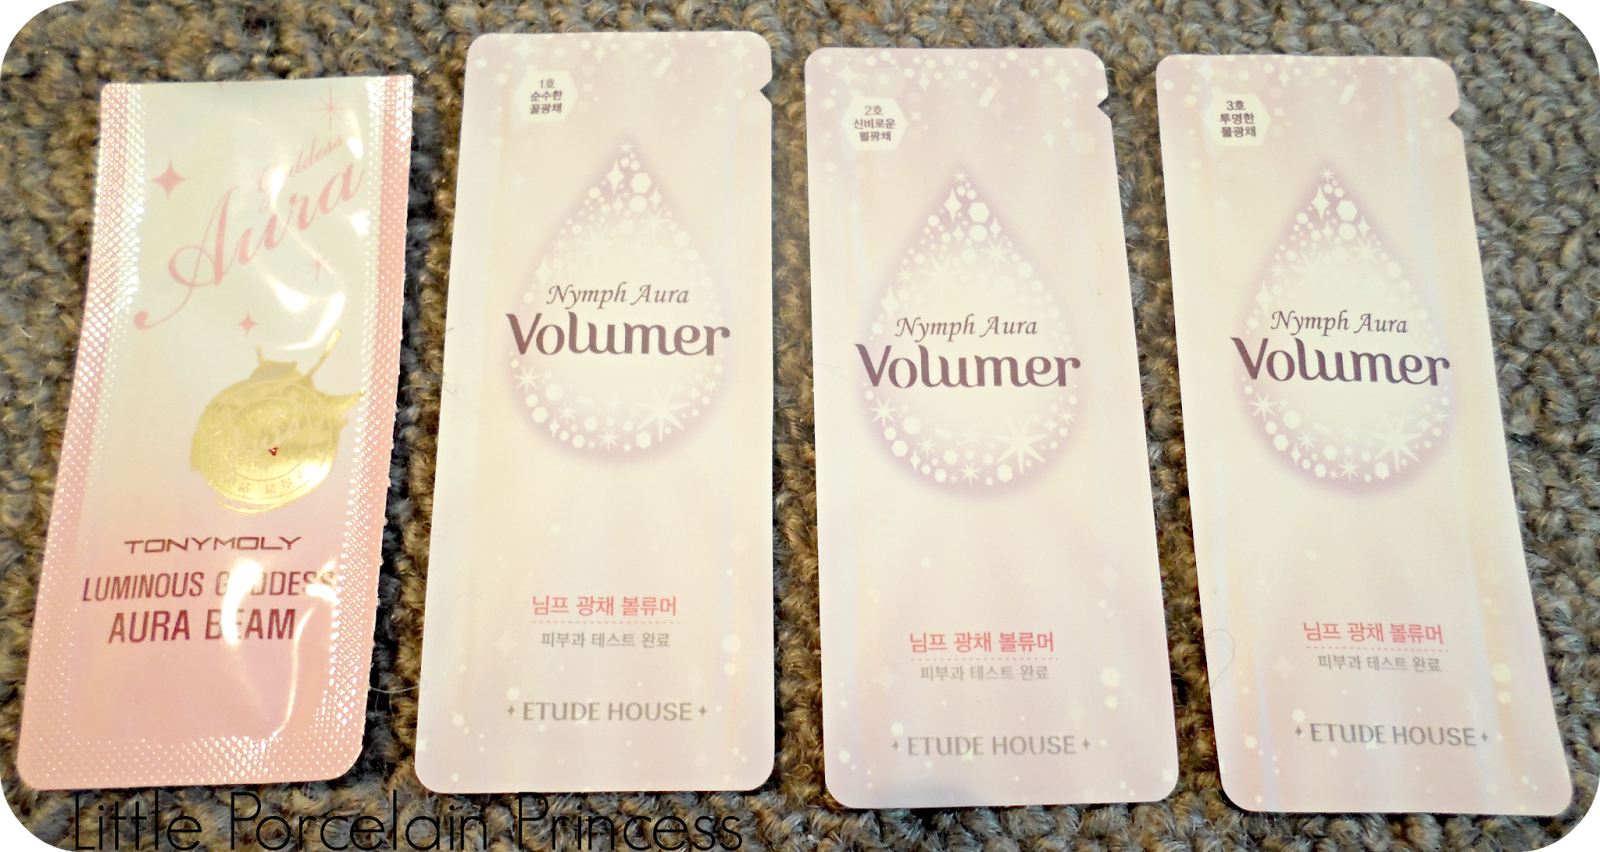 Goddess
Aura
TONYMOLY
LUMINOUS GODDESS
AURA BEAM
1호
순수한
꿀광채
Nymph Aura
Volumer
님프 광채 볼류머
피부과 테스트 완료
ETUDE HOUSE
2호
신비로운
펄광채
Nymph Aura
Volumer
님프 광채 볼류머
피부과 테스트 완료
ETUDE HOUSE
3호
투명한
물광채
Nymph Aura
Volumer
님프 광채 볼류머
피부과 테스트 완료
ETUDE HOUSE
Little Porcelain Princess